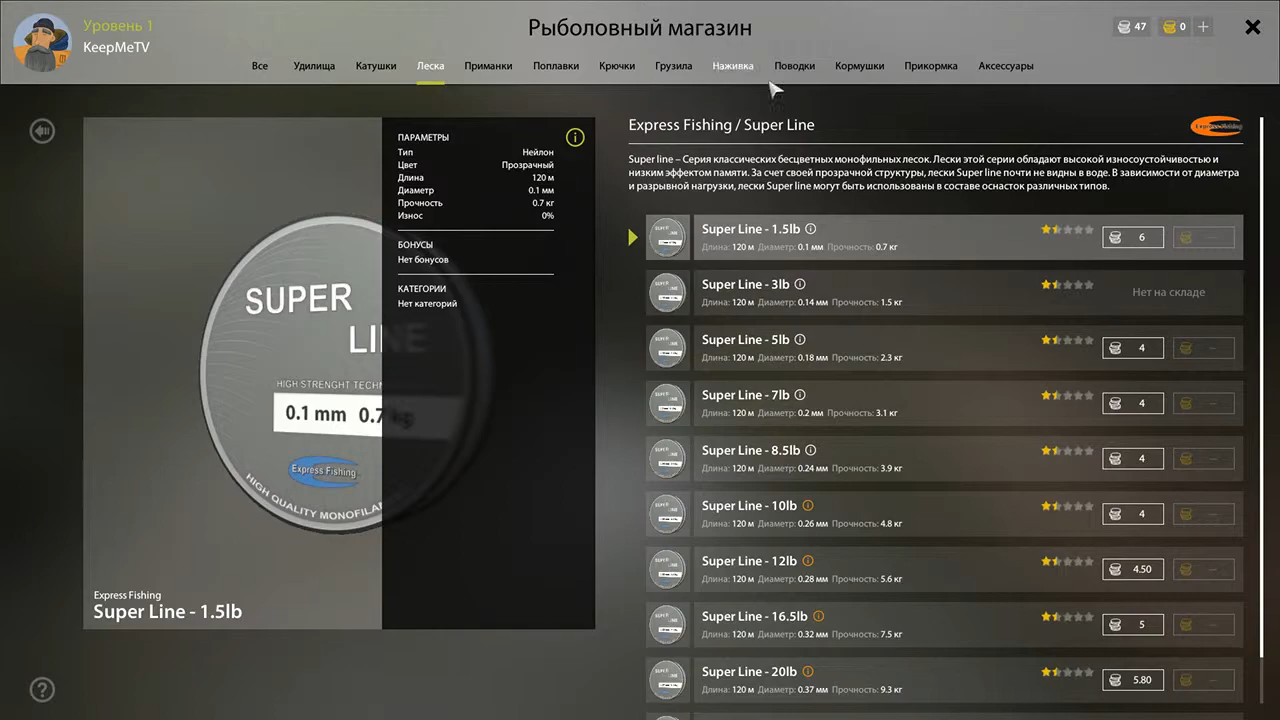 Уровень 1
KeepMeTV
Рыболовный магазин
47
0
Все Удилища Катушки Леска Приманки Поплавки Крючки Грузила Наживка Поводки Кормушки Прикормка Аксессуары
ПАРАМЕТРЫ
Тип Нейлон
Цвет Прозрачный
Длина 120 м
Диаметр 0.1 мм
Прочность 0.7 кг
Износ 0%
БОНУСЫ
Нет бонусов
КАТЕГОРИИ
Нет категорий
SUPER
LINE
HIGH STRENGHT TECH
0.1 mm 0.7 kg
Express Fishing
HIGH QUALITY MONOFILA
Express Fishing
Super Line - 1.5lb
Express Fishing / Super Line
Express Fishing
Super line – Серия классических бесцветных монофильных лесок. Лески этой серии обладают высокой износоустойчивостью и
низким эффектом памяти. За счет своей прозрачной структуры, лески Super line почти не видны в воде. В зависимости от диаметра
и разрывной нагрузки, лески Super line могут быть использованы в составе оснасток различных типов.
Super Line - 1.5lb
Длина: 120 м Диаметр: 0.1 мм Прочность: 0.7 кг
6
Super Line - 3lb
Длина: 120 м Диаметр: 0.14 мм Прочность: 1.5 кг
Нет на складе
Super Line - 5lb
Длина: 120 м Диаметр: 0.18 мм Прочность: 2.3 кг
4
Super Line - 7lb
Длина: 120 м Диаметр: 0.2 мм Прочность: 3.1 кг
4
Super Line - 8.5lb
Длина: 120 м Диаметр: 0.24 мм Прочность: 3.9 кг
4
Super Line - 10lb
Длина: 120 м Диаметр: 0.26 мм Прочность: 4.8 кг
4
Super Line - 12lb
Длина: 120 м Диаметр: 0.28 мм Прочность: 5.6 кг
4.50
Super Line - 16.5lb
Длина: 120 м Диаметр: 0.32 мм Прочность: 7.5 кг
5
Super Line - 20lb
Длина: 120 м Диаметр: 0.37 мм Прочность: 9.3 кг
5.80